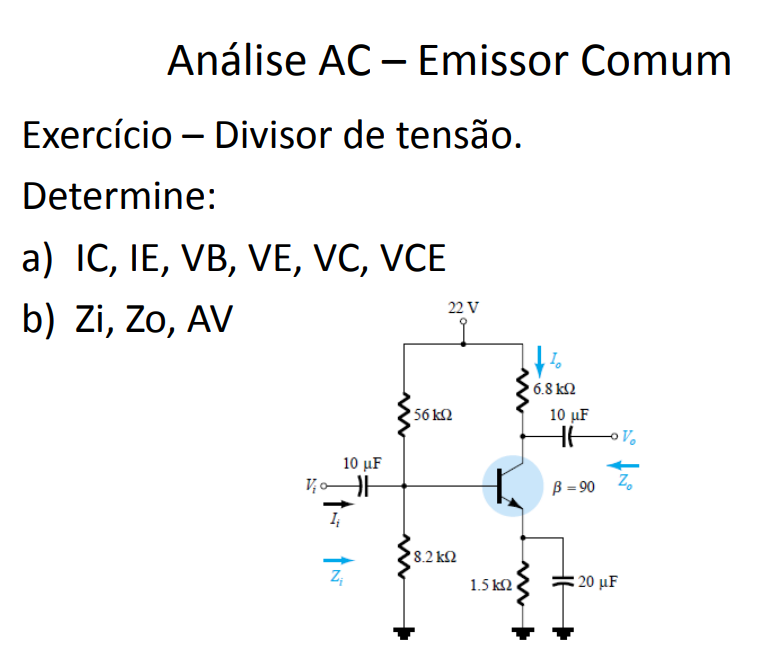 Análise AC – Emissor Comum
Exercício – Divisor de tensão.
Determine:
a) IC, IE, VB, VE, VC, VCE
b) Zi, Zo, AV
22 V
Io
6.8 kΩ
56 kΩ
10 µF
Vo
10 µF
Vi
β = 90
Zo
Ii
8.2 kΩ
Zi
1.5 kΩ
20 µF